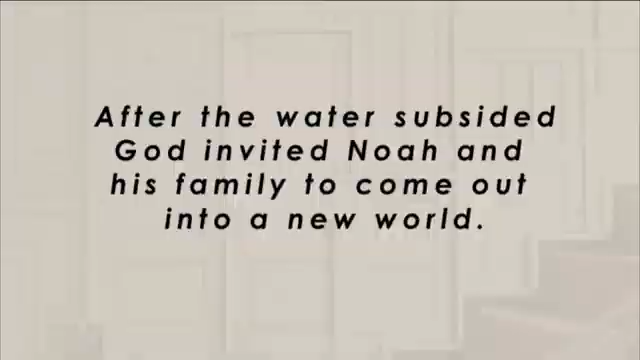 After the water subsided
God invited Noah and
his family to come out
into a new world.